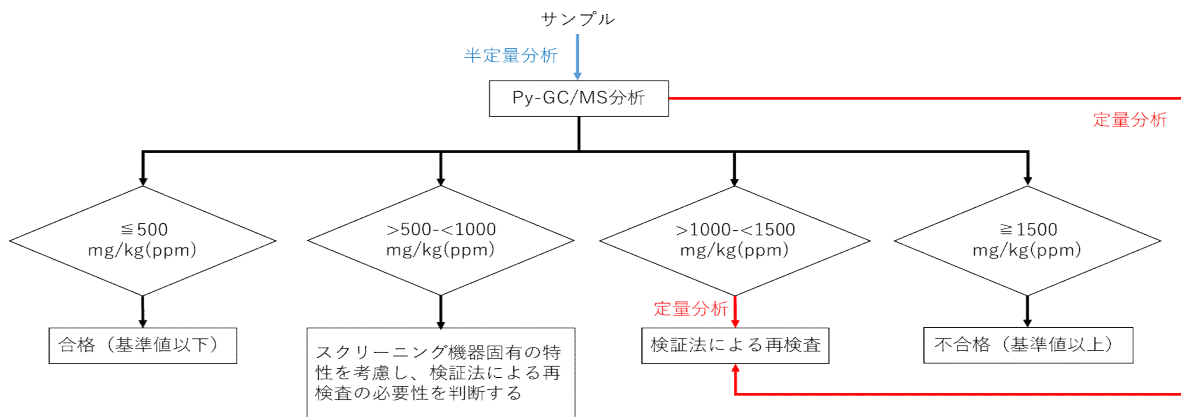 サンプル
半定量分析
Py-GC/MS分析
定量分析
≦500
mg/kg(ppm)
>500-<1000
mg/kg(ppm)
>1000-<1500
mg/kg(ppm)
≧1500
mg/kg(ppm)
定量分析
合格（基準値以下）
スクリーニング機器固有の特
性を考慮し、検証法による再
検査の必要性を判断する
検証法による再検査
不合格（基準値以上）